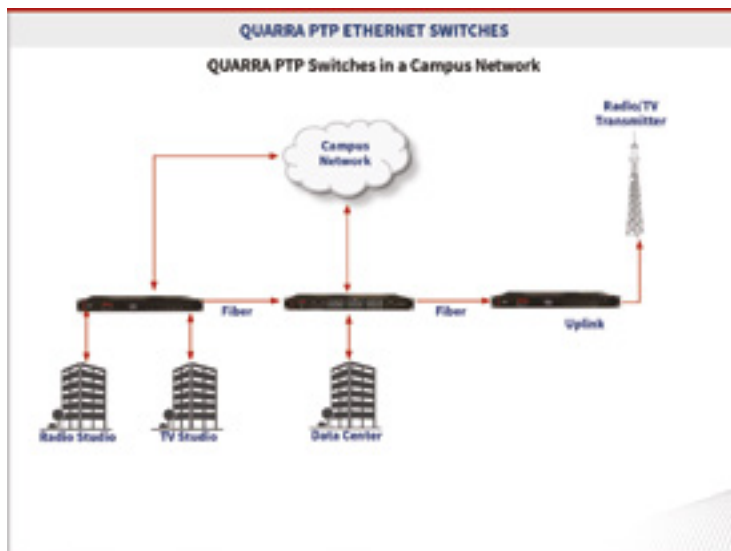 QUARRA PTP ETHERNET SWITCHES
QUARRA PTP Switches in a Campus Network
Radio/TV
Transmitter
Campus
Network
Fiber
Fiber
Uplink
Radio Studio
TV Studio
Data Center